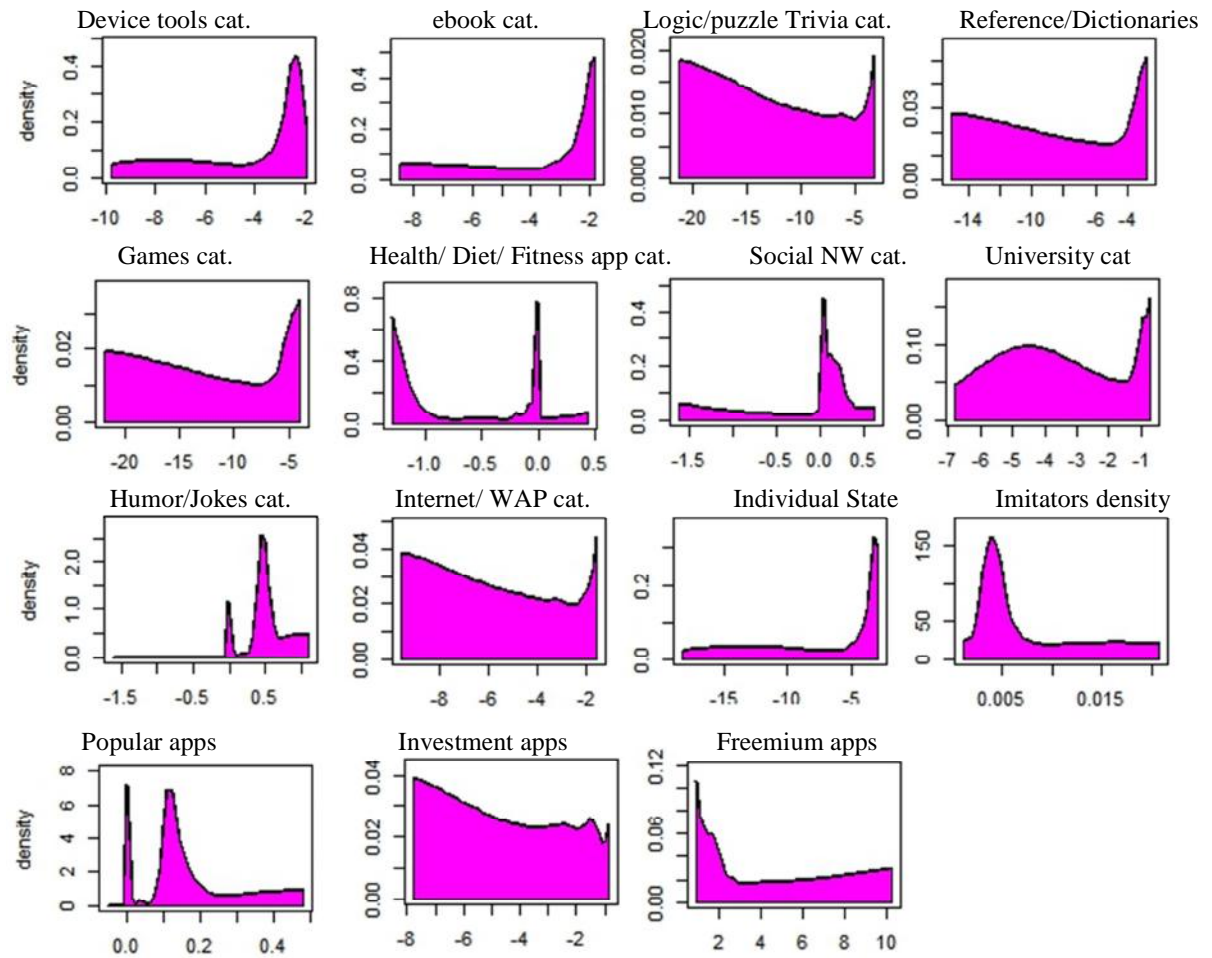 Device tools cat. ebook cat. Logic/puzzle Trivia cat. Reference/Dictionaries
density
0.0 0.2 0.4
-10 -8 -6 -4 -2
0.0 0.2 0.4
-8 -6 -4 -2
0.000 0.010 0.020
-20 -15 -10 -5
0.00 0.03
-14 -10 -6 -4
Games cat. Health/ Diet/ Fitness app cat. Social NW cat. University cat
density
0.00 0.02
-20 -15 -10 -5
0.0 0.4 0.8
-1.0 -0.5 0.0 0.5
0.0 0.2 0.4
-1.5 -0.5 0.0 0.5
0.00 0.10
-7 -6 -5 -4 -3 -2 -1
Humor/Jokes cat. Internet/ WAP cat. Individual State Imitators density
density
0.0 1.0 2.0
-1.5 -0.5 0.5
0.00 0.02 0.04
-8 -6 -4 -2
0.0 0.2
-15 -10 -5
0 50 150
0.005 0.015
Popular apps Investment apps Freemium apps
density
0 2 4 6 8
0.0 0.2 0.4
0.00 0.02 0.04
-8 -6 -4 -2
0.00 0.06 0.12
2 4 6 8 10